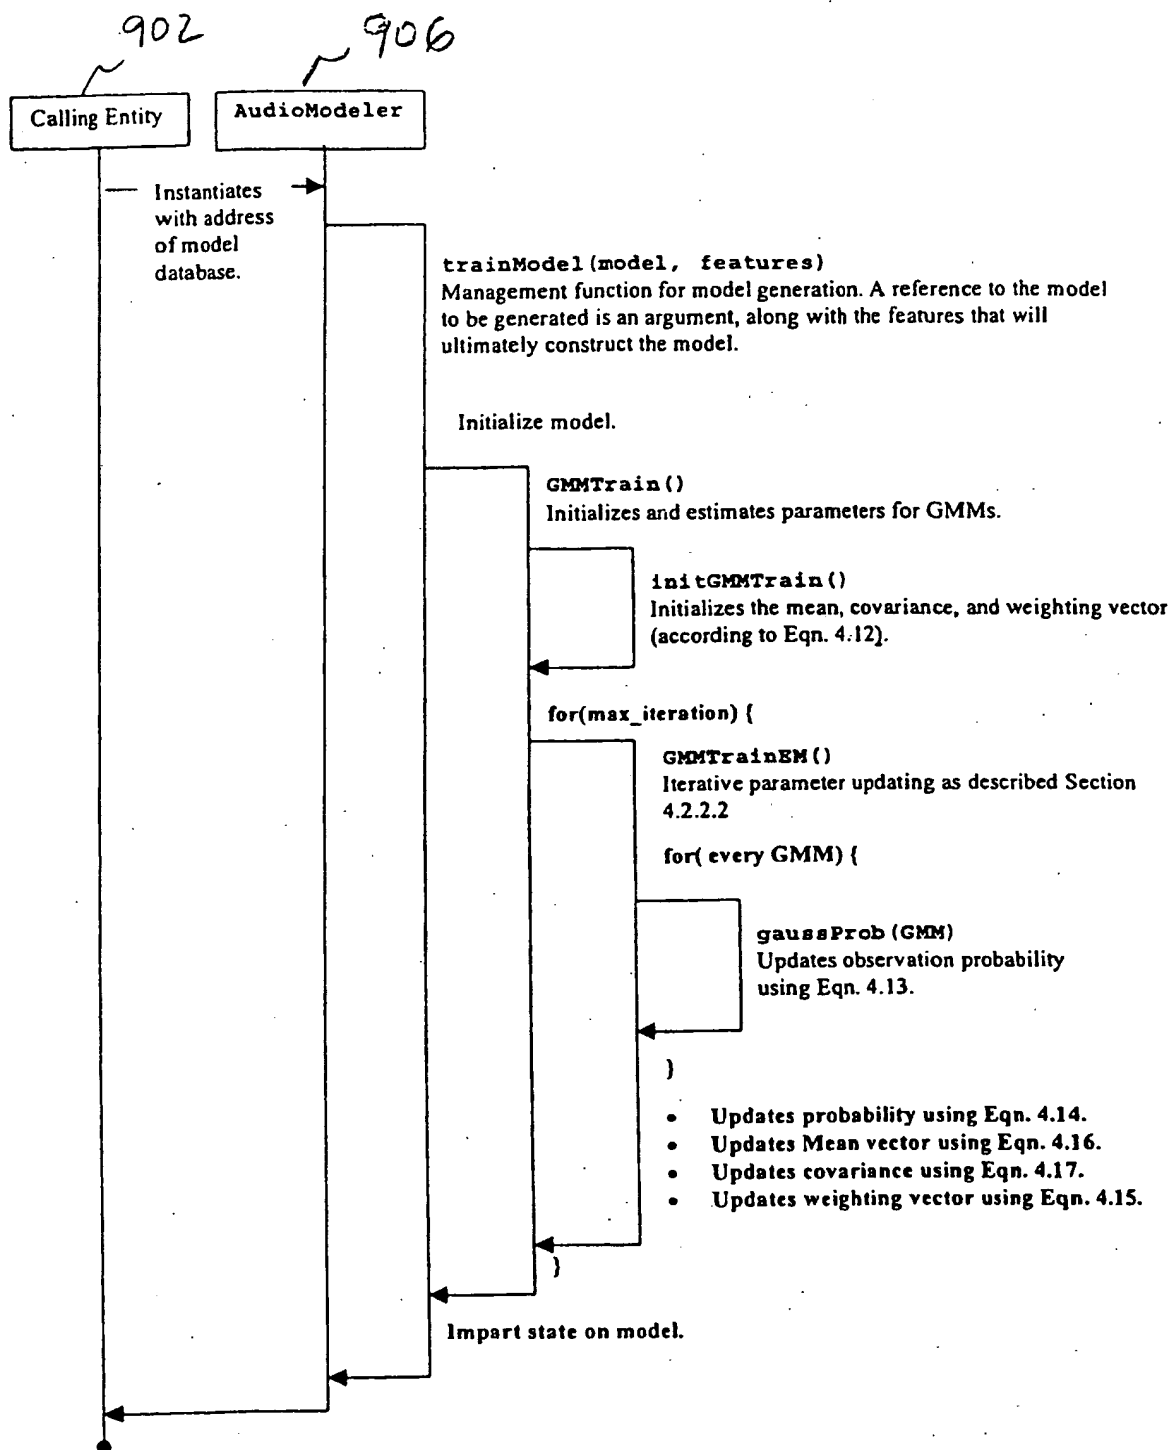 902
906
Calling Entity
AudioModeler
Instantiates
with address
of model
database.
trainModel(model, features)
Management function for model generation. A reference to the model
to be generated is an argument, along with the features that will
ultimately construct the model.
Initialize model.
GMMTrain()
Initializes and estimates parameters for GMMs.
initGMMTrain()
Initializes the mean, covariance, and weighting vector
(according to Eqn. 4.12).
for(max_iteration) {
GMMTrainEM()
Iterative parameter updating as described Section
4.2.2.2
for( every GMM) {
gaussProb(GMM)
Updates observation probability
using Eqn. 4.13.
}
• Updates probability using Eqn. 4.14.
• Updates Mean vector using Eqn. 4.16.
• Updates covariance using Eqn. 4.17.
• Updates weighting vector using Eqn. 4.15.
}
Impart state on model.